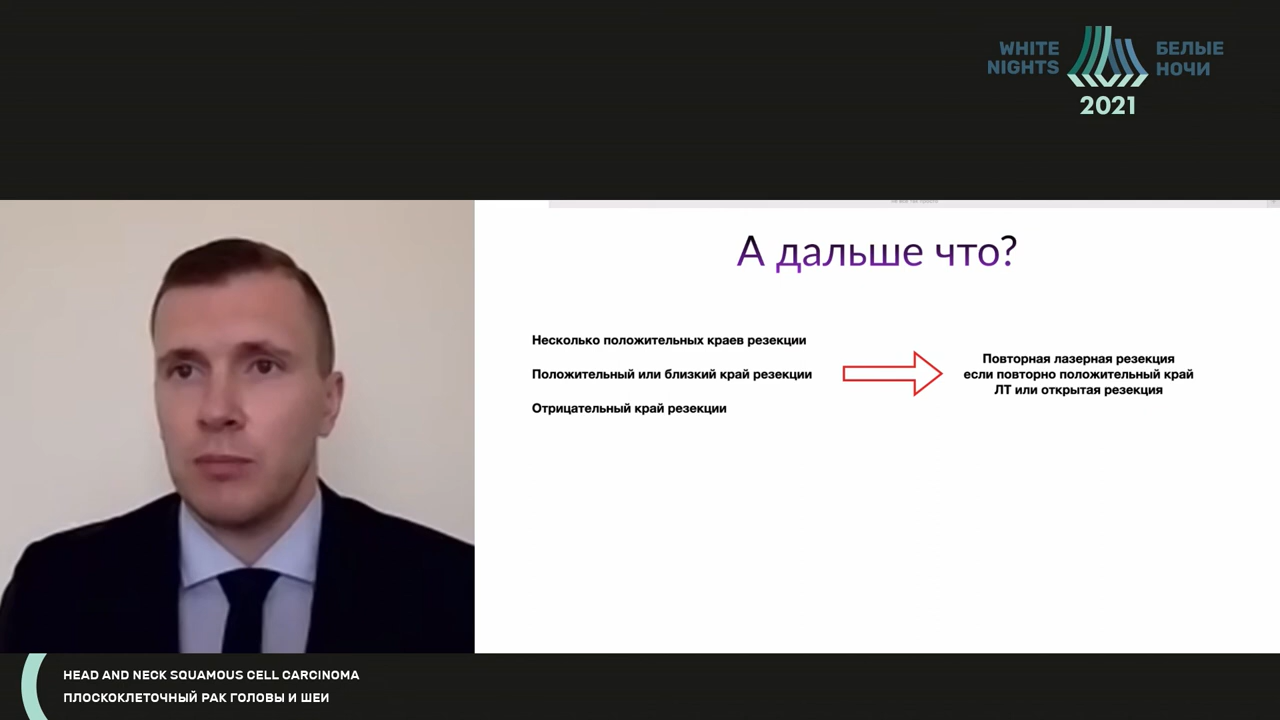 WHITE
NIGHTS
БЕЛЫЕ
НОЧИ
2021
А дальше что?
Несколько положительных краев резекции
Положительный или близкий край резекции
Отрицательный край резекции
Повторная лазерная резекция
если повторно положительный край
ЛТ или открытая резекция
HEAD AND NECK SQUAMOUS CELL CARCINOMA
ПЛОСКОКЛЕТОЧНЫЙ РАК ГОЛОВЫ И ШЕИ